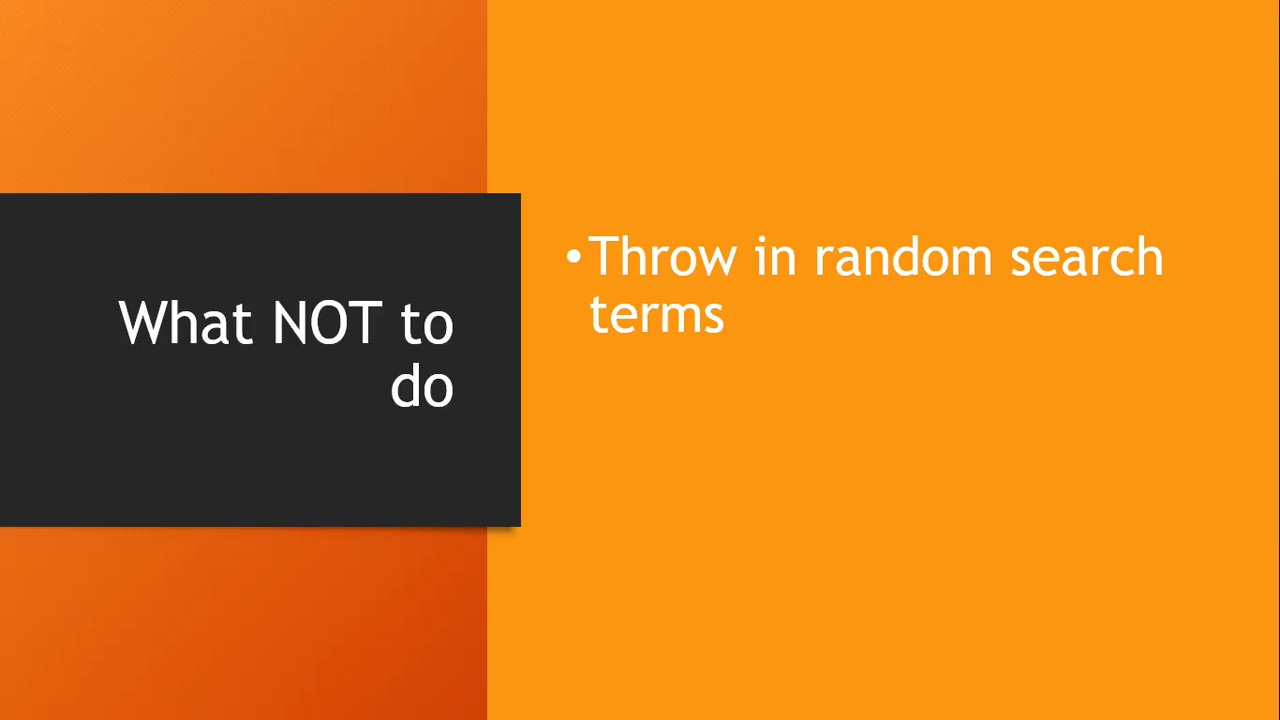 What NOT to
do
•Throw in random search
terms